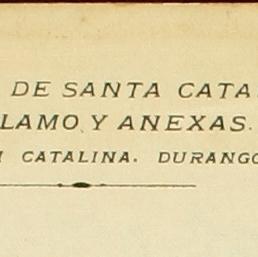 DE SANTA CATA
LAMO Y ANEXAS.
CATALINA. DURANGO